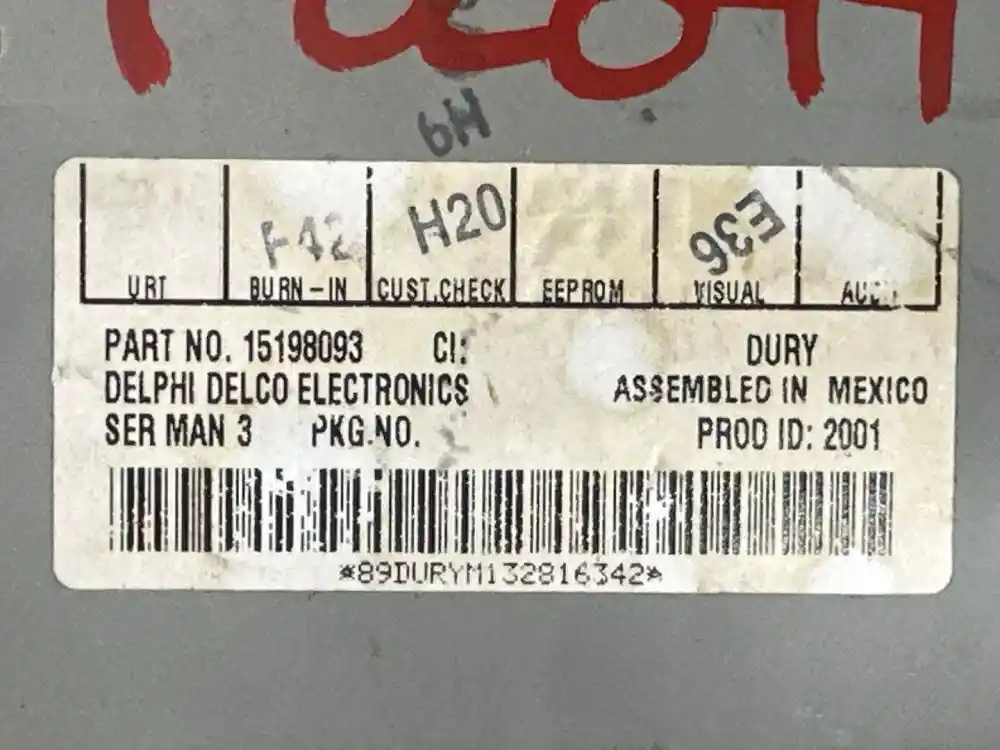 6H
F42 H20 E36
URT BURN-IN CUST.CHECK EEPROM VISUAL
PART NO. 15198093 CI: DURY
DELPHI DELCO ELECTRONICS ASSEMBLED IN MEXICO
SER MAN 3 PKG.NO. PROD ID: 2001
*89DURYM132816342*